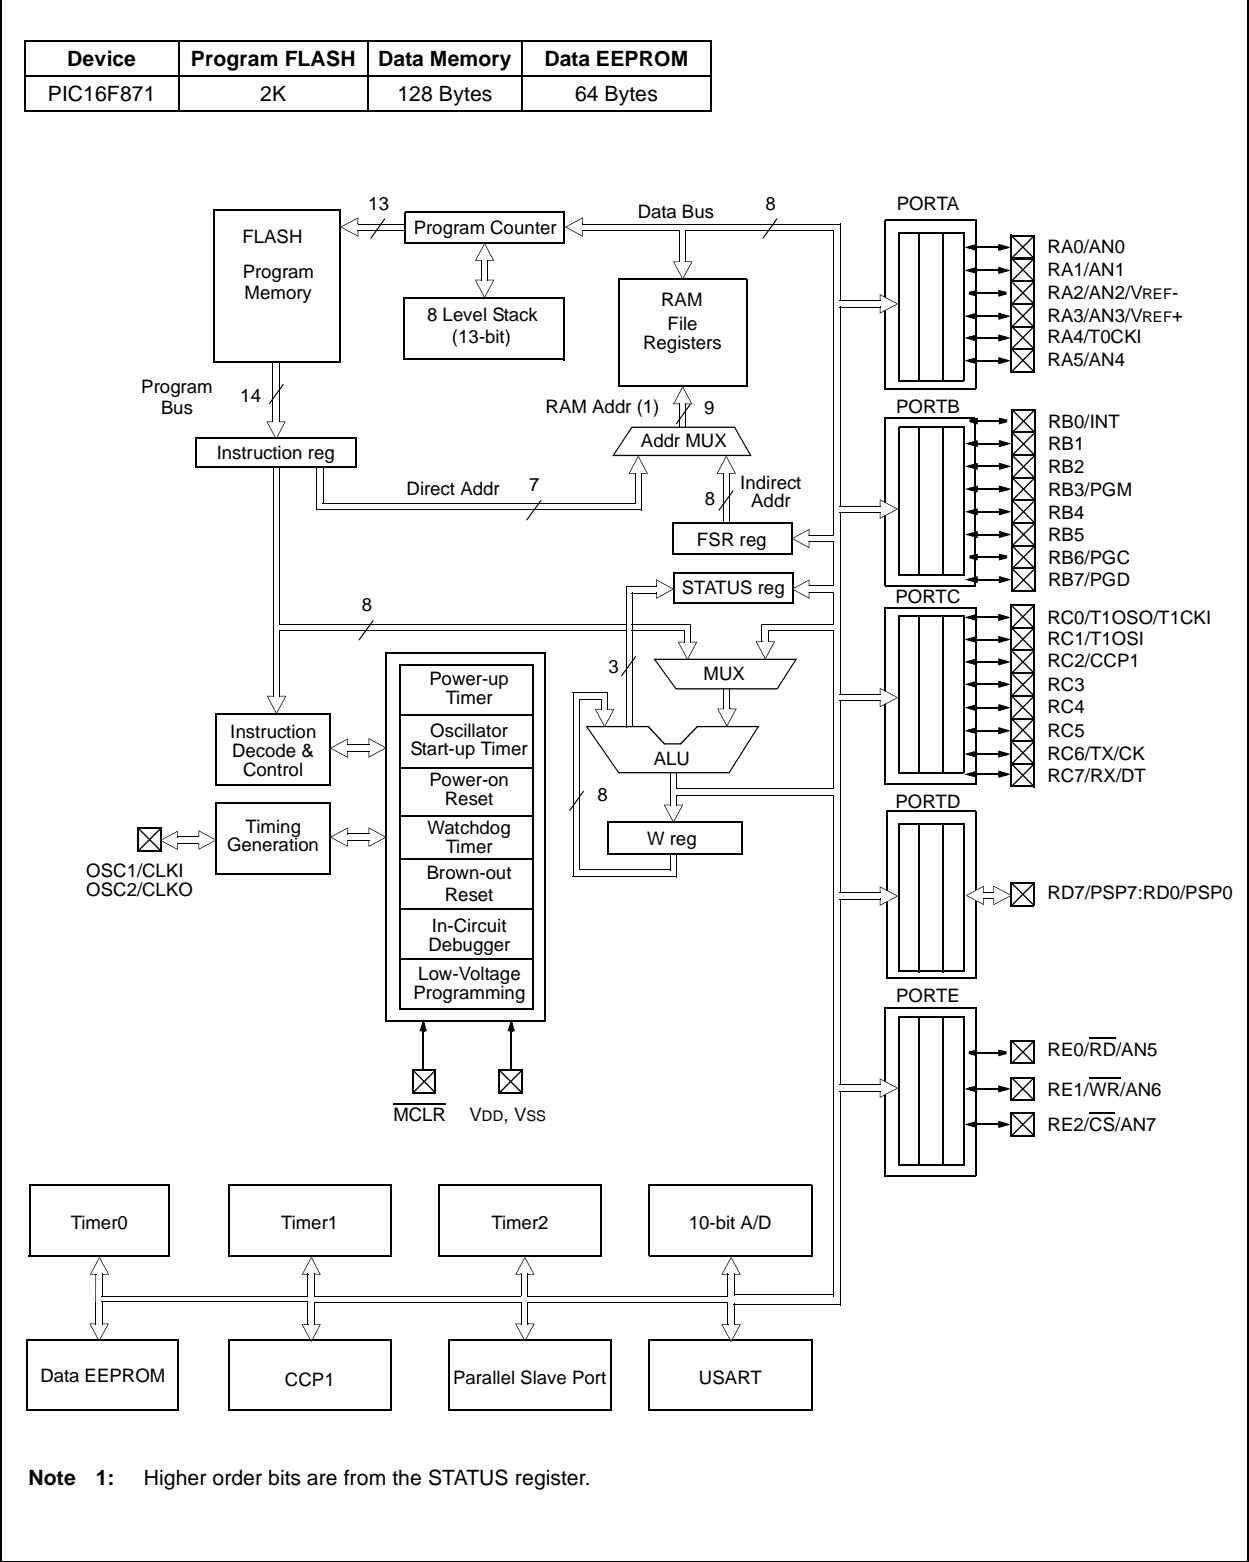 Device Program FLASH Data Memory Data EEPROM
PIC16F871 2K 128 Bytes 64 Bytes
13
Data Bus
8
PORTA
FLASH
Program
Memory
Program Counter
8 Level Stack
(13-bit)
RAM
File
Registers
RA0/AN0
RA1/AN1
RA2/AN2/VREF-
RA3/AN3/VREF+
RA4/T0CKI
RA5/AN4
Program
Bus
14
RAM Addr (1)
9
PORTB
Addr MUX
Instruction reg
Direct Addr
7
8
Indirect
Addr
FSR reg
RB0/INT
RB1
RB2
RB3/PGM
RB4
RB5
RB6/PGC
RB7/PGD
STATUS reg
PORTC
8
3
MUX
RC0/T1OSO/T1CKI
RC1/T1OSI
RC2/CCP1
RC3
RC4
RC5
RC6/TX/CK
RC7/RX/DT
Power-up
Timer
Oscillator
Start-up Timer
Power-on
Reset
Watchdog
Timer
Brown-out
Reset
In-Circuit
Debugger
Low-Voltage
Programming
Instruction
Decode &
Control
ALU
8
W reg
Timing
Generation
OSC1/CLKI
OSC2/CLKO
PORTD
RD7/PSP7:RD0/PSP0
PORTE
RE0/RD/AN5
RE1/WR/AN6
RE2/CS/AN7
MCLR
VDD, VSS
Timer0
Timer1
Timer2
10-bit A/D
Data EEPROM
CCP1
Parallel Slave Port
USART
Note 1: Higher order bits are from the STATUS register.